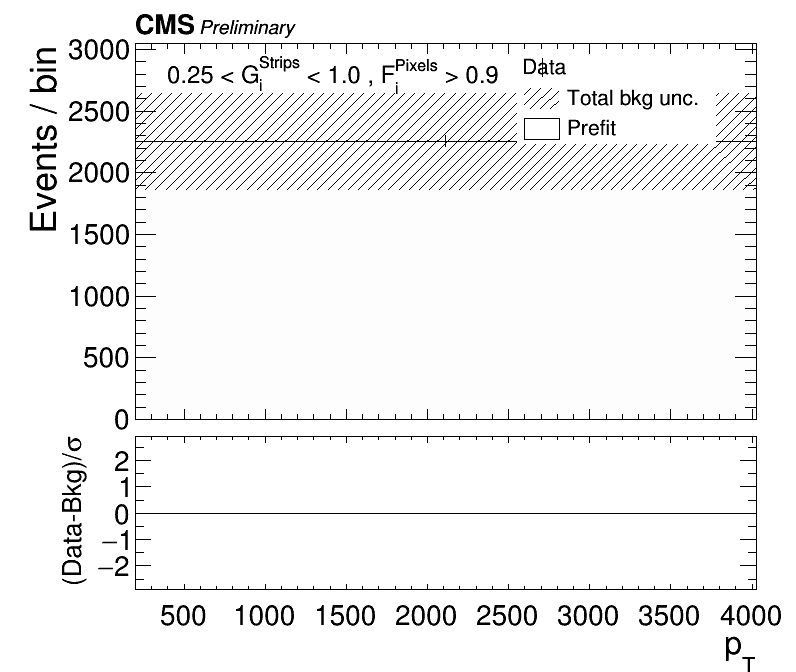 CMS Preliminary
3000
2500
2000
1500
1000
500
0
Events / bin
0.25 < G_i^Strips < 1.0 , F_i^Pixels > 0.9
Data
Total bkg unc.
Prefit
2
1
0
−1
−2
(Data-Bkg)/σ
500 1000 1500 2000 2500 3000 3500 4000
p_T